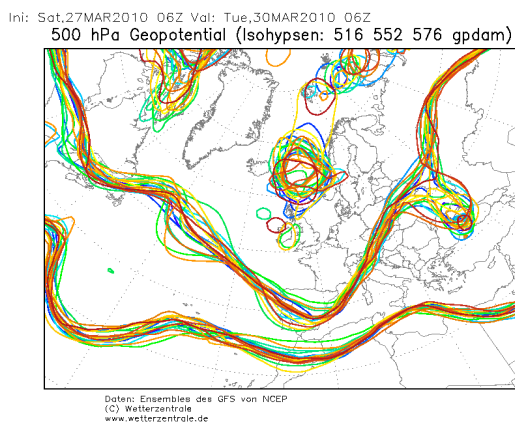 Ini: Sat,27MAR2010 06Z Val: Tue,30MAR2010 06Z
500 hPa Geopotential (Isohypsen: 516 552 576 gpdam)
Daten: Ensembles des GFS von NCEP
(C) Wetterzentrale
www.wetterzentrale.de